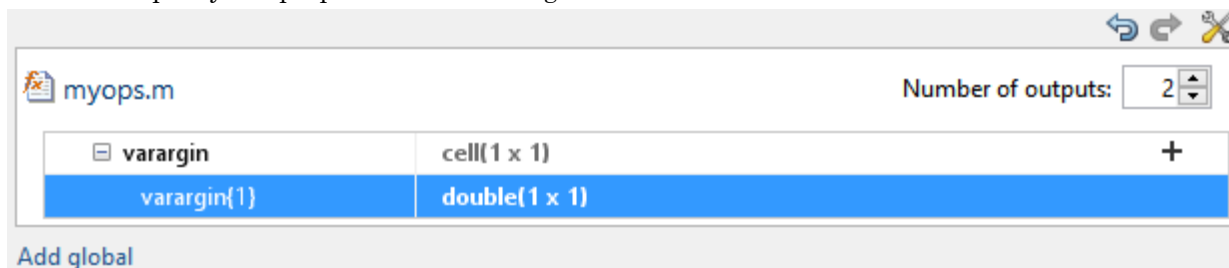 myops.m Number of outputs: 2
varargin cell(1 x 1) +
varargin{1} double(1 x 1)
Add global